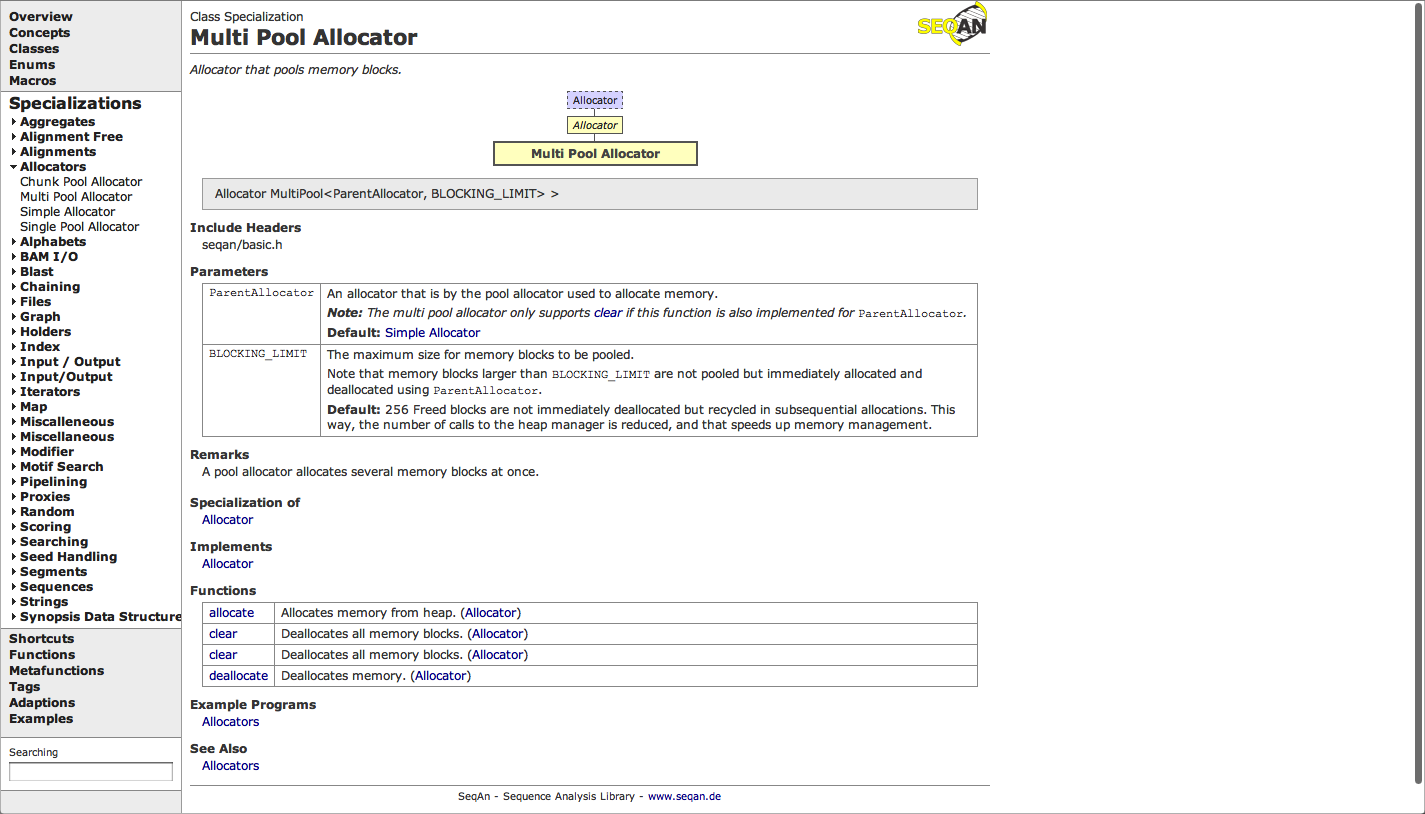 Overview
Concepts
Classes
Enums
Macros
Specializations
Aggregates
Alignment Free
Alignments
Allocators
Chunk Pool Allocator
Multi Pool Allocator
Simple Allocator
Single Pool Allocator
Alphabets
BAM I/O
Blast
Chaining
Files
Graph
Holders
Index
Input / Output
Input/Output
Iterators
Map
Miscalleneous
Miscellaneous
Modifier
Motif Search
Pipelining
Proxies
Random
Scoring
Searching
Seed Handling
Segments
Sequences
Strings
Synopsis Data Structure
Shortcuts
Functions
Metafunctions
Tags
Adaptions
Examples
Searching
Class Specialization
Multi Pool Allocator
SEQAN
Allocator that pools memory blocks.
Allocator
Allocator
Multi Pool Allocator
Allocator MultiPool<ParentAllocator, BLOCKING_LIMIT> >
Include Headers
seqan/basic.h
Parameters
ParentAllocator An allocator that is by the pool allocator used to allocate memory.
Note: The multi pool allocator only supports clear if this function is also implemented for ParentAllocator.
Default: Simple Allocator
BLOCKING_LIMIT The maximum size for memory blocks to be pooled.
Note that memory blocks larger than BLOCKING_LIMIT are not pooled but immediately allocated and
deallocated using ParentAllocator.
Default: 256 Freed blocks are not immediately deallocated but recycled in subsequential allocations. This
way, the number of calls to the heap manager is reduced, and that speeds up memory management.
Remarks
A pool allocator allocates several memory blocks at once.
Specialization of
Allocator
Implements
Allocator
Functions
allocate Allocates memory from heap. (Allocator)
clear Deallocates all memory blocks. (Allocator)
clear Deallocates all memory blocks. (Allocator)
deallocate Deallocates memory. (Allocator)
Example Programs
Allocators
See Also
Allocators
SeqAn - Sequence Analysis Library - www.seqan.de